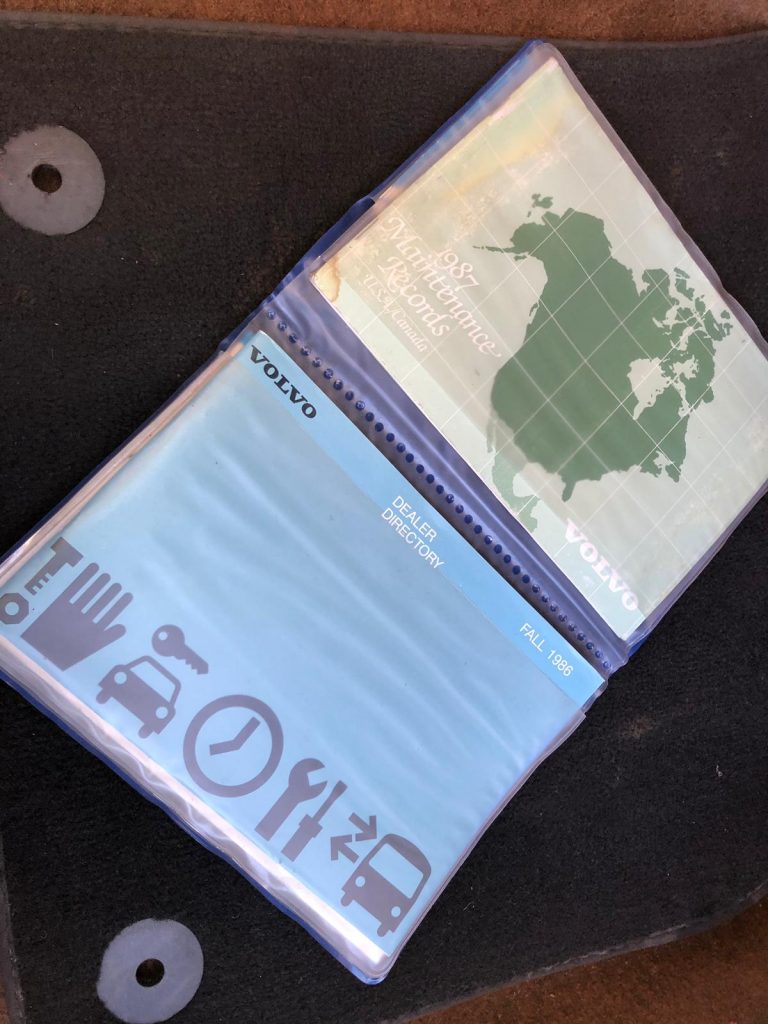 1987
Maintenance
Records
U.S.A./Canada
VOLVO
VOLVO
DEALER
DIRECTORY
FALL 1986